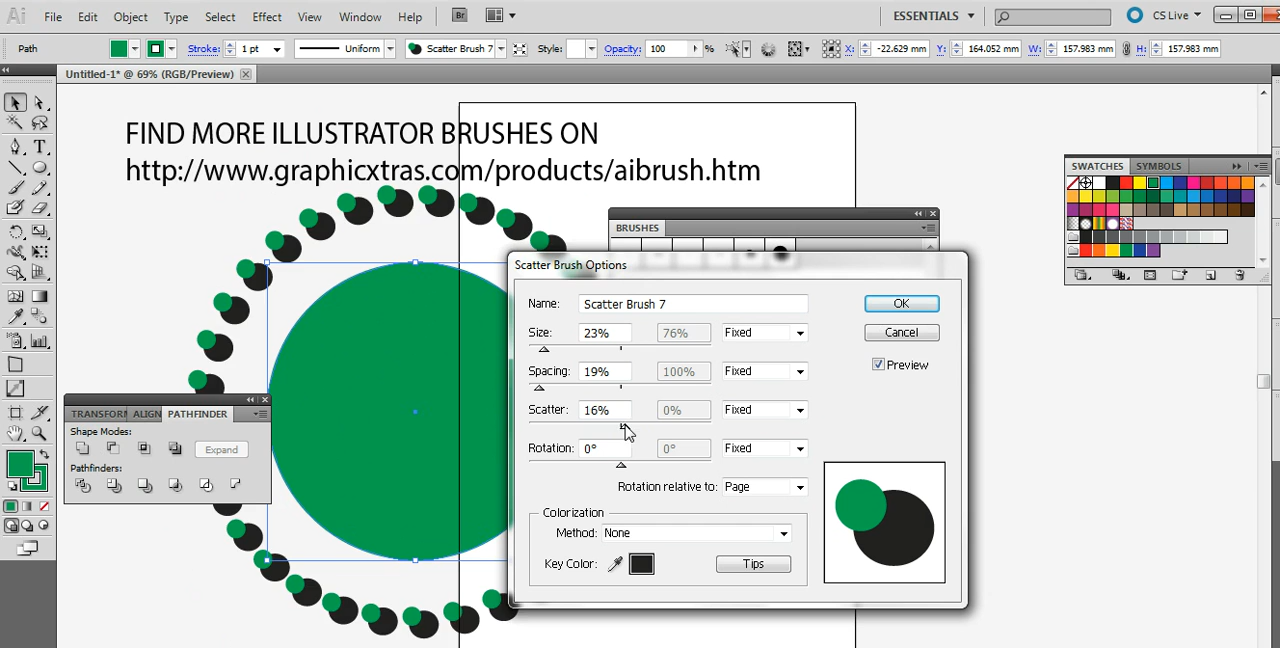 Ai File Edit Object Type Select Effect View Window Help Br ESSENTIALS CS Live
Path Stroke: 1 pt Uniform Scatter Brush 7 Style: Opacity: 100 % X: -22.629 mm Y: 164.052 mm W: 157.983 mm H: 157.983 mm
Untitled-1* @ 69% (RGB/Preview)
FIND MORE ILLUSTRATOR BRUSHES ON
http://www.graphicxtras.com/products/aibrush.htm
SWATCHES SYMBOLS
BRUSHES
Scatter Brush Options
Name: Scatter Brush 7 OK
Size: 23% 76% Fixed Cancel
Preview
Spacing: 19% 100% Fixed
Scatter: 16% 0% Fixed
Rotation: 0° 0° Fixed
Rotation relative to: Page
Colorization
Method: None
Key Color: Tips
TRANSFORM ALIGN PATHFINDER
Shape Modes:
Expand
Pathfinders: